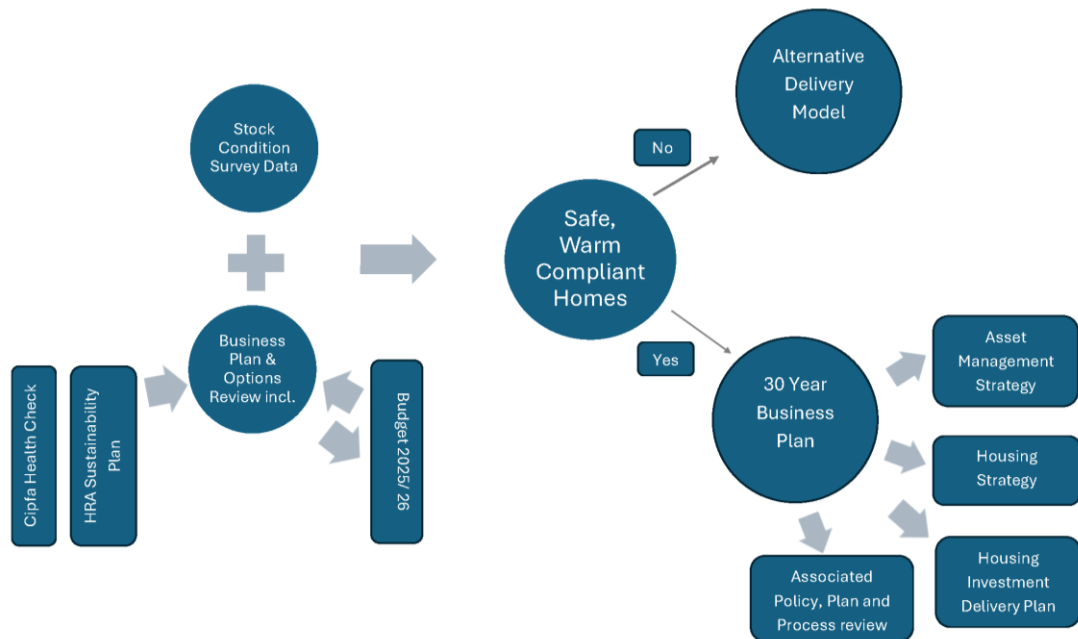 Stock
Condition
Survey Data
Business
Plan &
Options
Review incl.
Cipfa Health Check
HRA Sustainability
Plan
Budget 2025/ 26
Safe,
Warm
Compliant
Homes
No
Alternative
Delivery
Model
Yes
30 Year
Business
Plan
Asset
Management
Strategy
Housing
Strategy
Housing
Investment
Delivery Plan
Associated
Policy, Plan and
Process review